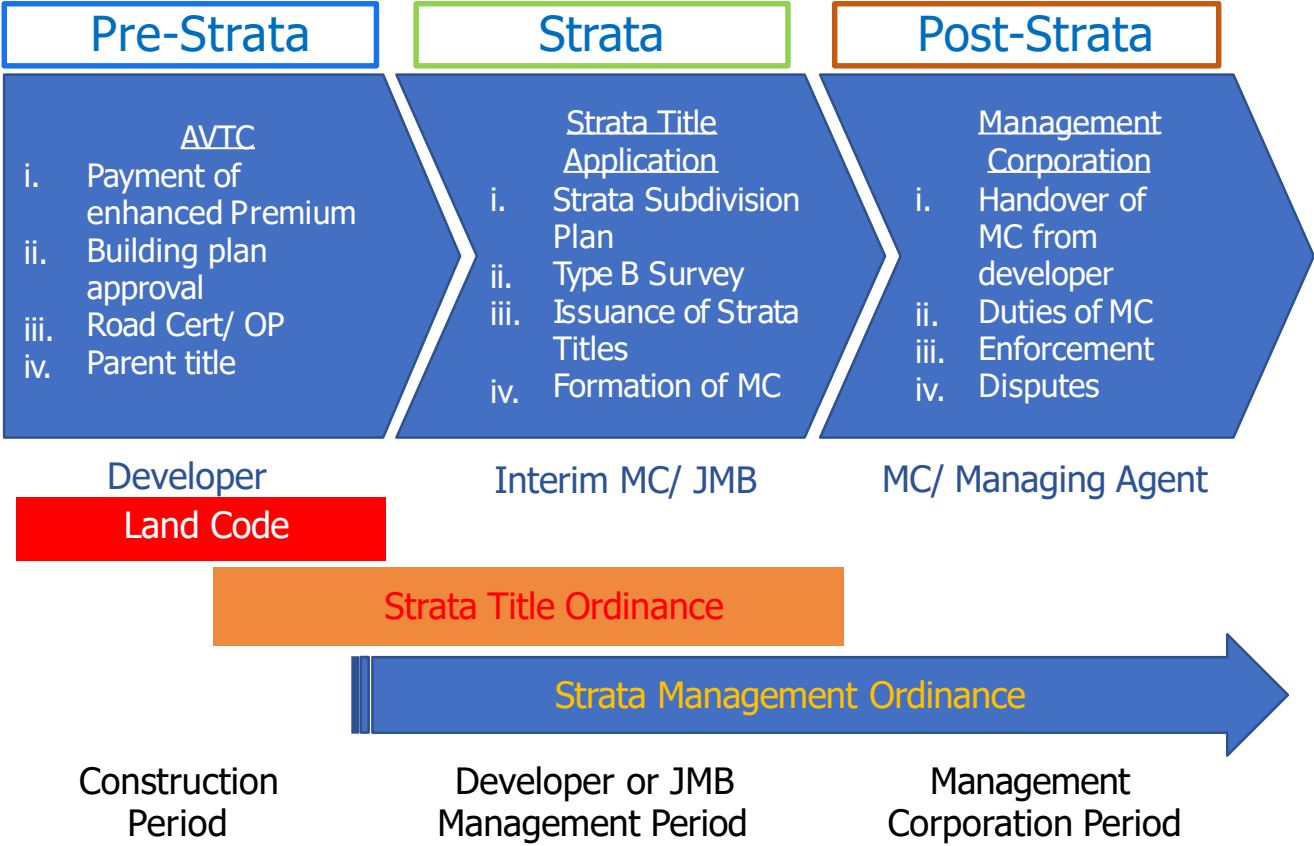 Pre-Strata
Strata
Post-Strata
AVTC
i. Payment of
enhanced Premium
ii. Building plan
approval
iii. Road Cert/ OP
iv. Parent title
Strata Title
Application
i. Strata Subdivision
Plan
ii. Type B Survey
iii. Issuance of Strata
Titles
iv. Formation of MC
Management
Corporation
i. Handover of
MC from
developer
ii. Duties of MC
iii. Enforcement
iv. Disputes
Developer
Interim MC/ JMB
MC/ Managing Agent
Land Code
Strata Title Ordinance
Strata Management Ordinance
Construction
Period
Developer or JMB
Management Period
Management
Corporation Period